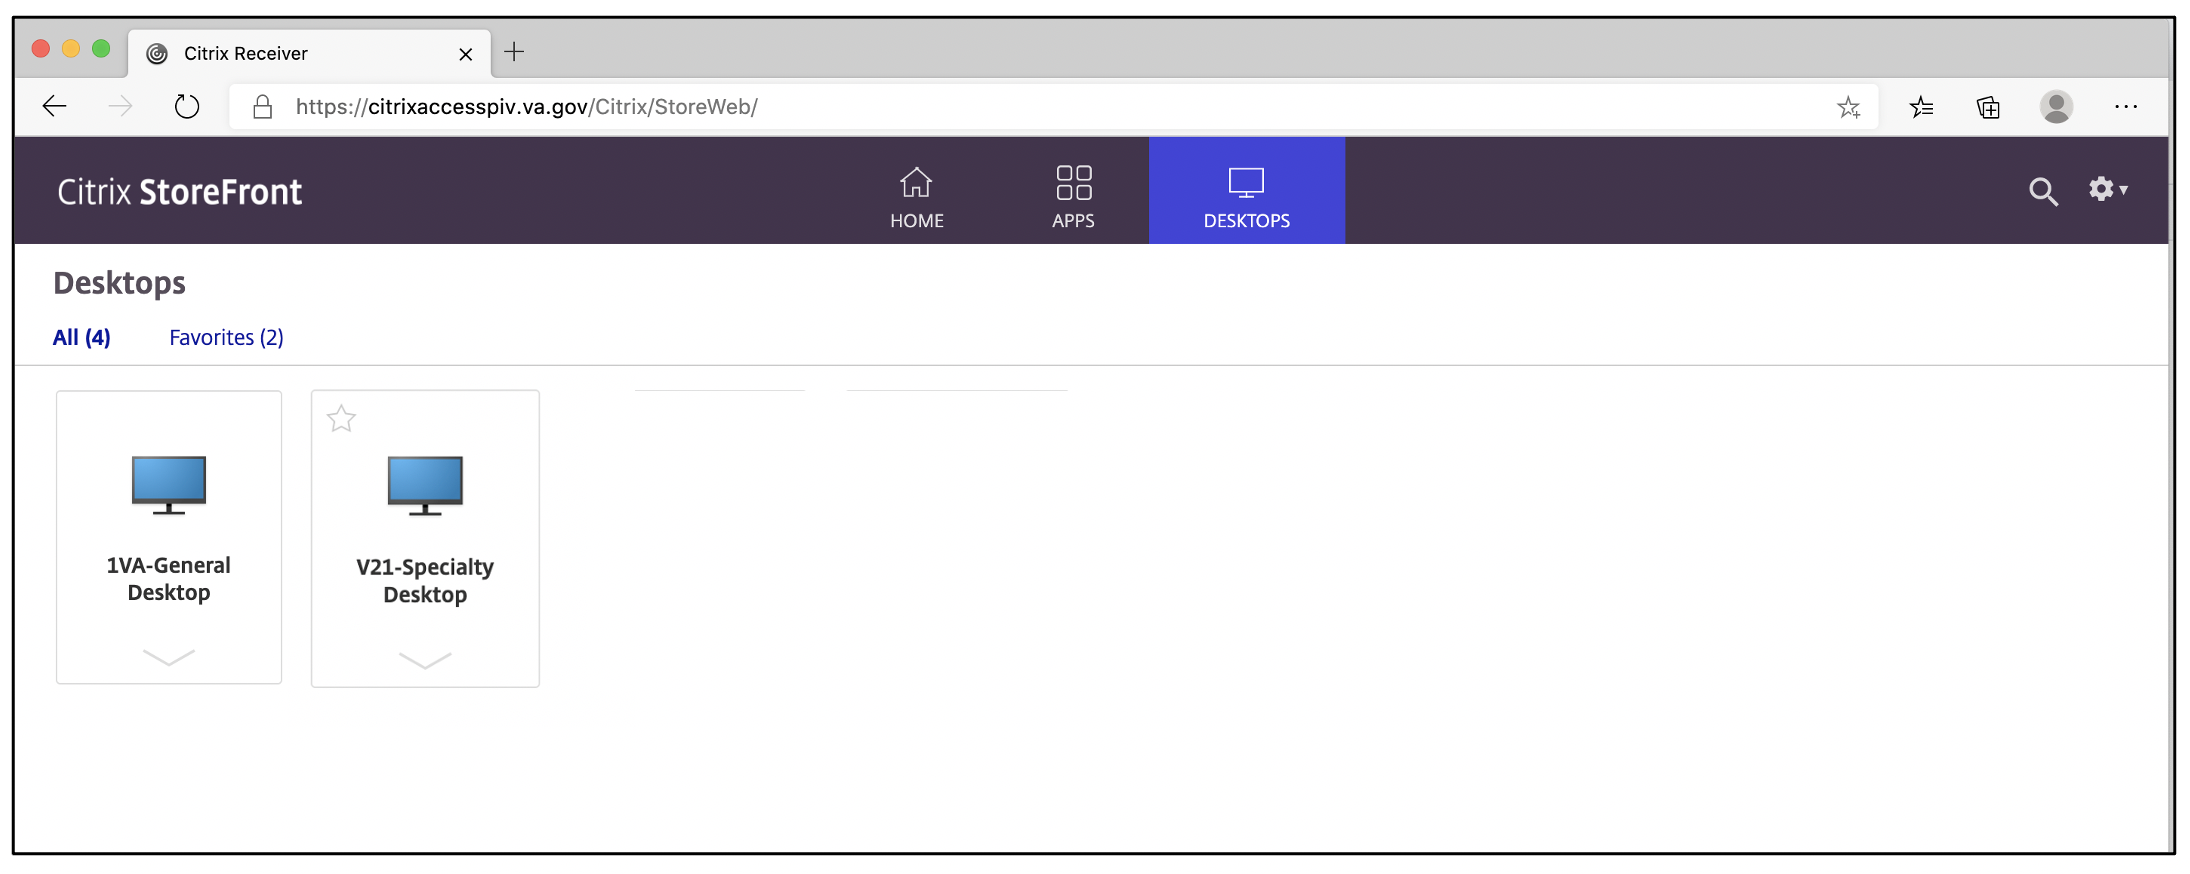 Citrix Receiver
https://citrixaccesspiv.va.gov/Citrix/StoreWeb/
Citrix StoreFront
HOME
APPS
DESKTOPS
Desktops
All (4)
Favorites (2)
1VA-General
Desktop
V21-Specialty
Desktop